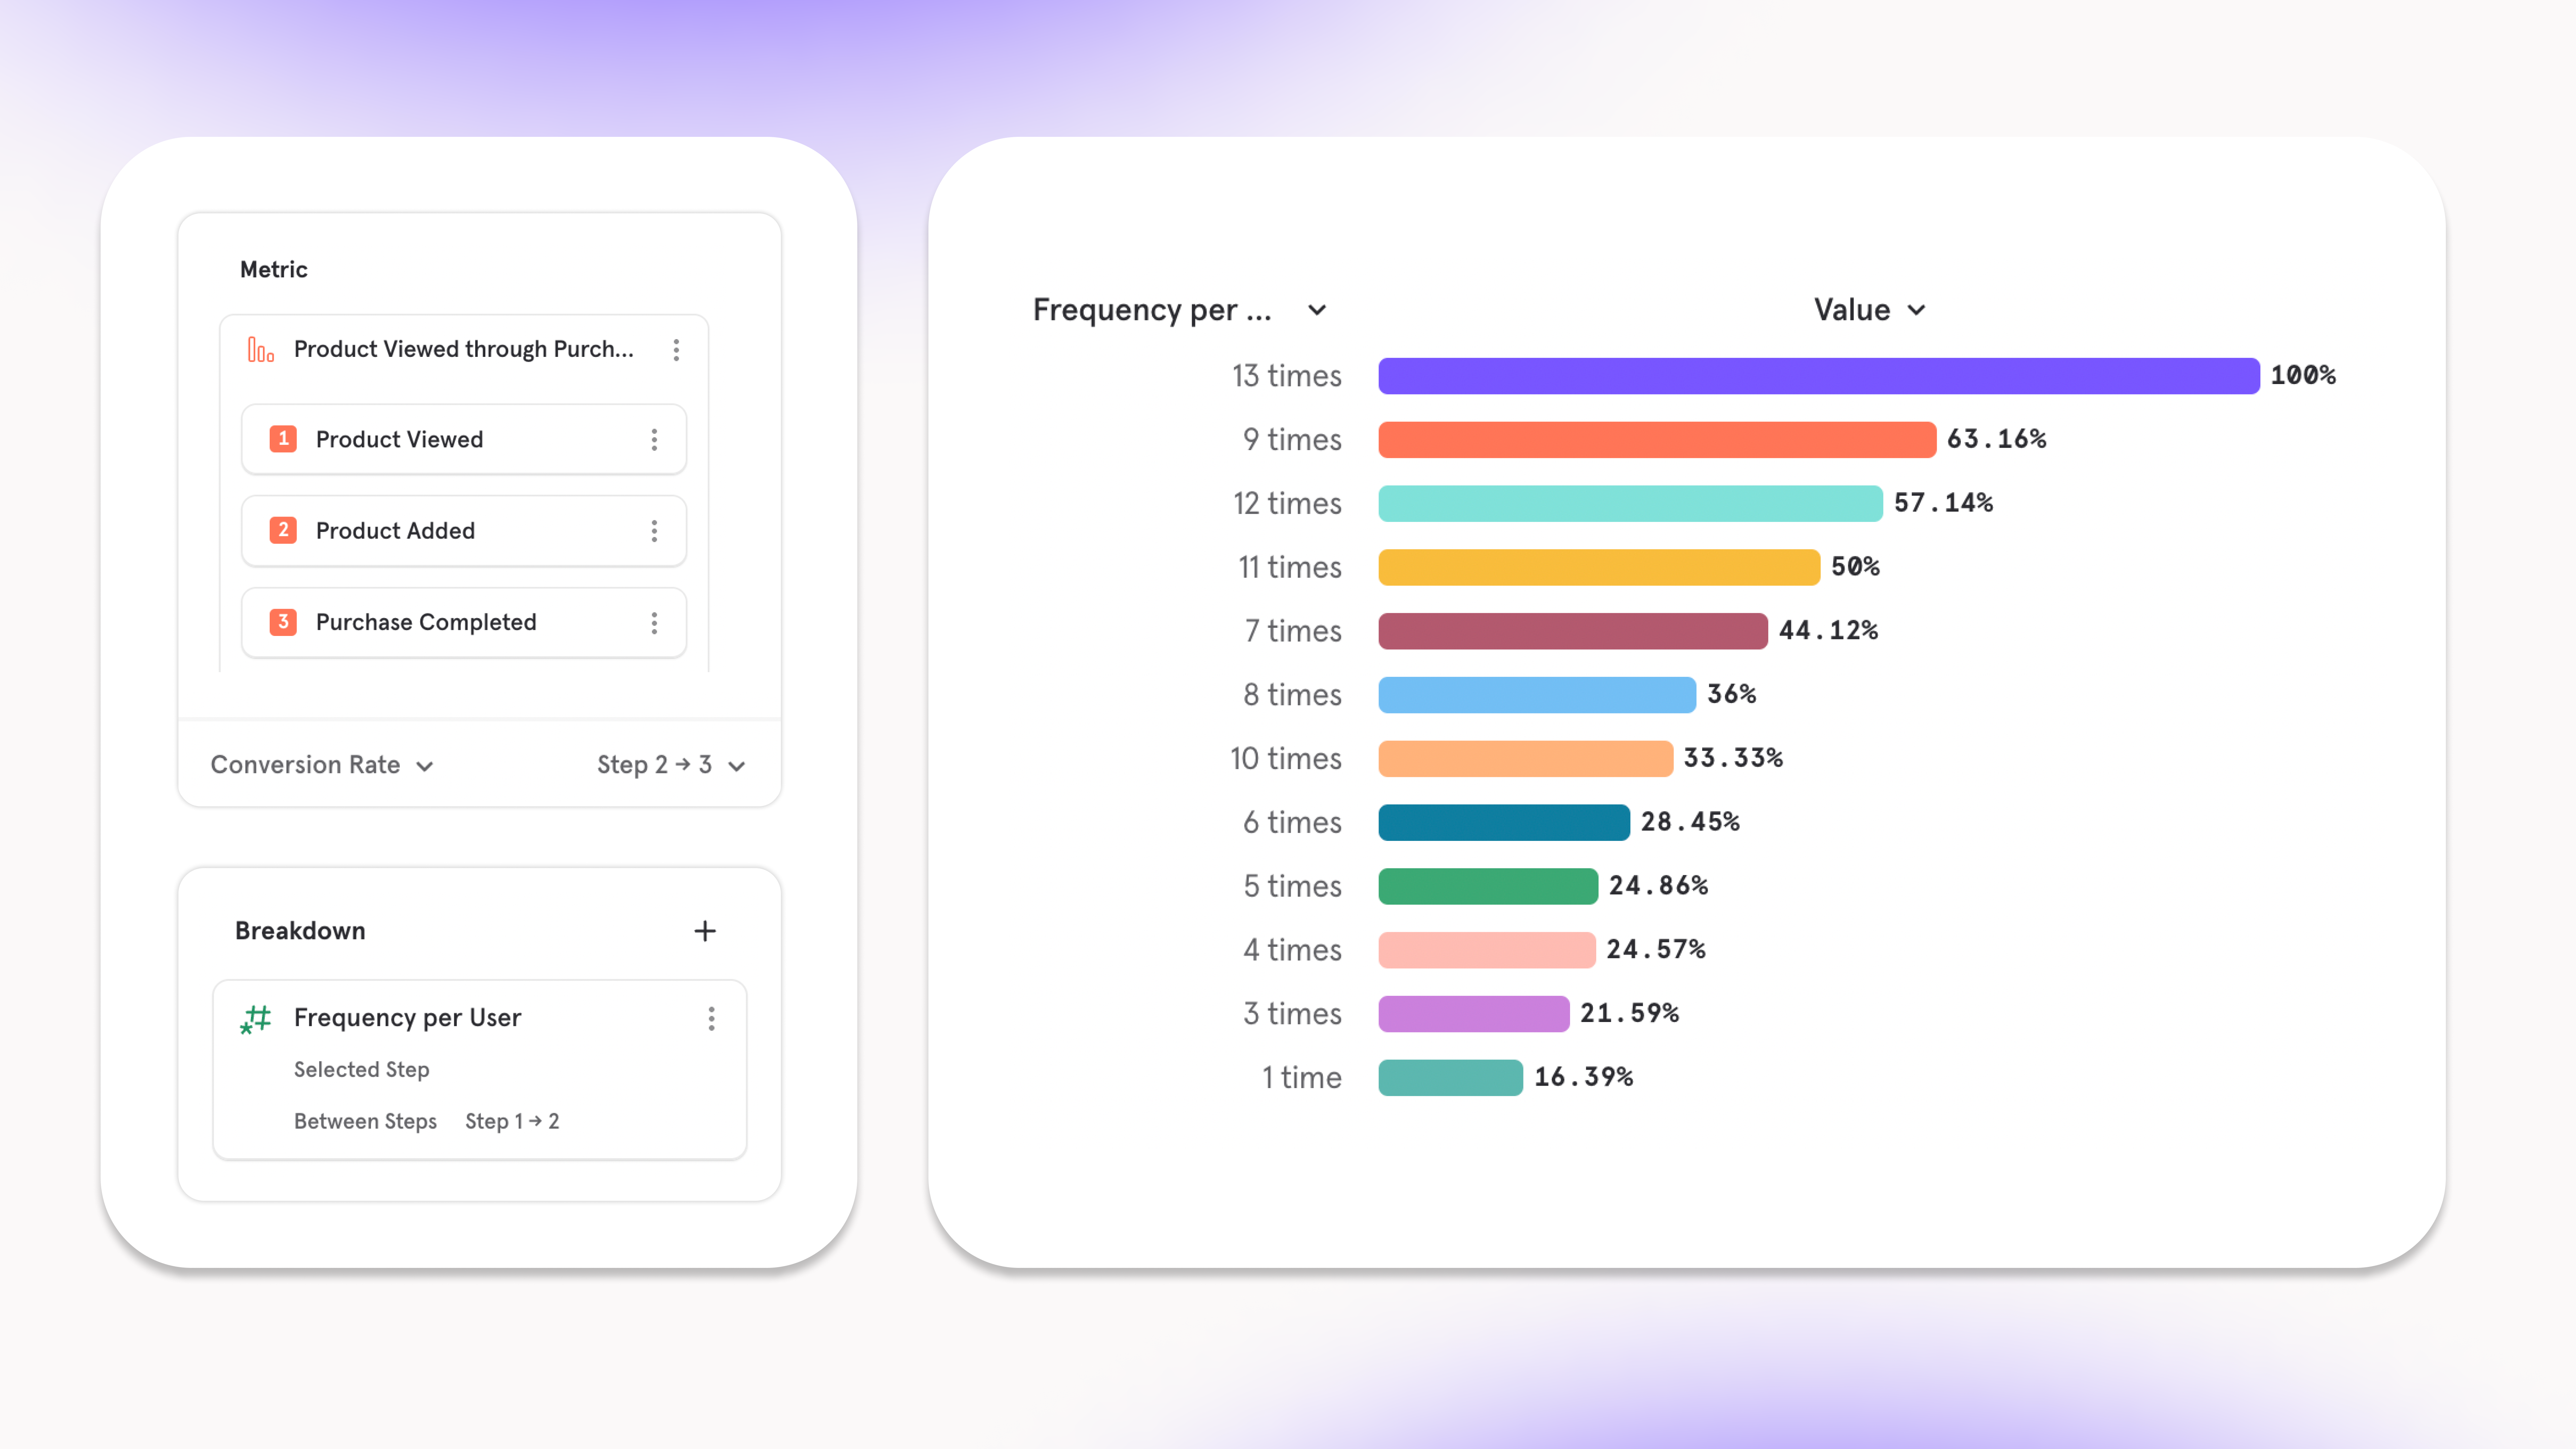 Metric
Product Viewed through Purch...
1 Product Viewed
2 Product Added
3 Purchase Completed
Conversion Rate Step 2 → 3
Breakdown +
Frequency per User
Selected Step
Between Steps Step 1 → 2
Frequency per ... Value
13 times 100%
9 times 63.16%
12 times 57.14%
11 times 50%
7 times 44.12%
8 times 36%
10 times 33.33%
6 times 28.45%
5 times 24.86%
4 times 24.57%
3 times 21.59%
1 time 16.39%